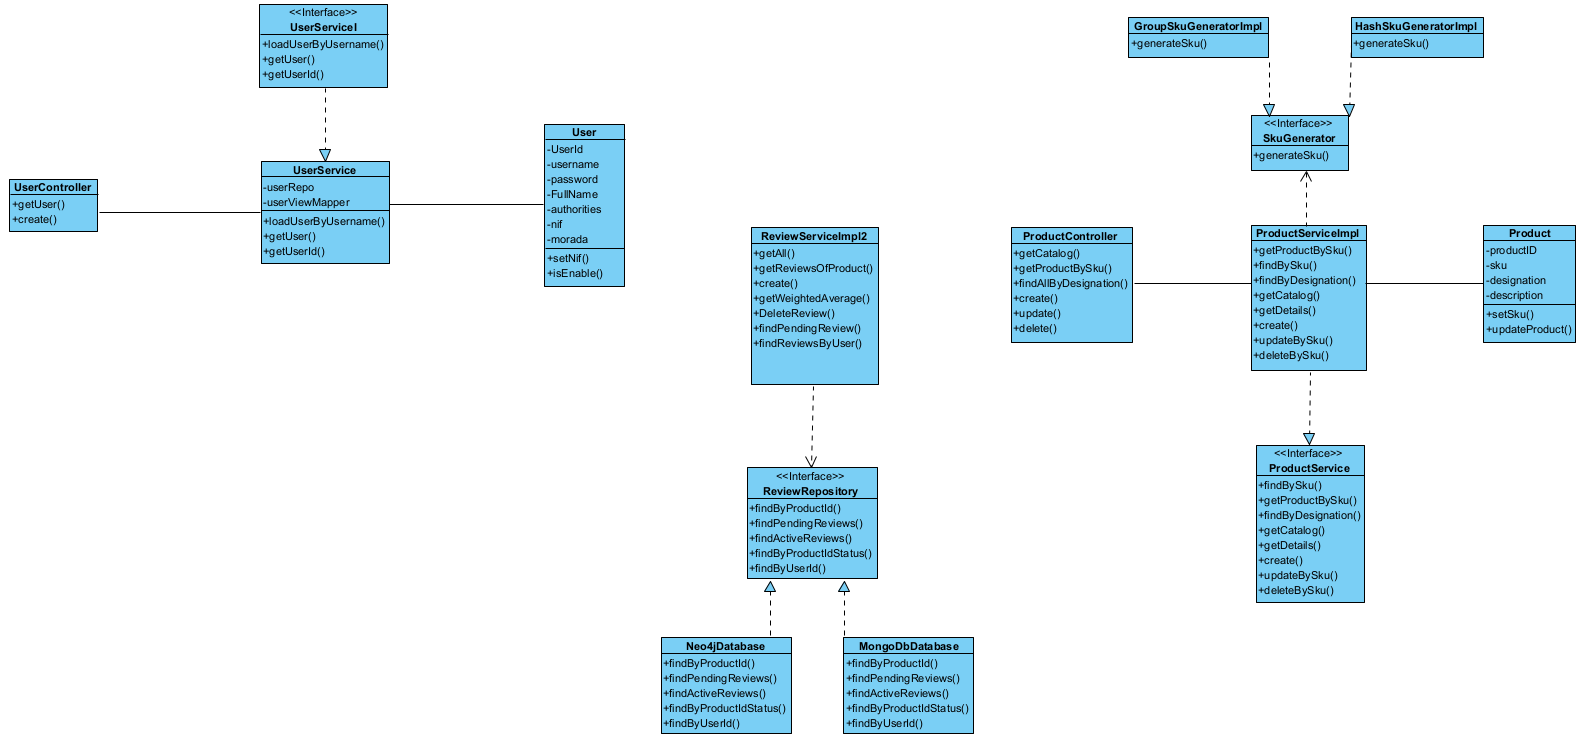 <<Interface>>
UserServiceI
+loadUserByUsername()
+getUser()
+getUserId()
UserController
+getUser()
+create()
UserService
-userRepo
-userViewMapper
+loadUserByUsername()
+getUser()
+getUserId()
User
-UserId
-username
-password
-FullName
-authorities
-nif
-morada
+setNif()
+isEnable()
ReviewServiceImpl2
+getAll()
+getReviewsOfProduct()
+create()
+getWeightedAverage()
+DeleteReview()
+findPendingReview()
+findReviewsByUser()
<<Interface>>
ReviewRepository
+findByProductId()
+findPendingReviews()
+findActiveReviews()
+findByProductIdStatus()
+findByUserId()
Neo4jDatabase
+findByProductId()
+findPendingReviews()
+findActiveReviews()
+findByProductIdStatus()
+findByUserId()
MongoDbDatabase
+findByProductId()
+findPendingReviews()
+findActiveReviews()
+findByProductIdStatus()
+findByUserId()
GroupSkuGeneratorImpl
+generateSku()
HashSkuGeneratorImpl
+generateSku()
<<Interface>>
SkuGenerator
+generateSku()
ProductController
+getCatalog()
+getProductBySku()
+findAllByDesignation()
+create()
+update()
+delete()
ProductServiceImpl
+getProductBySku()
+findBySku()
+findByDesignation()
+getCatalog()
+getDetails()
+create()
+updateBySku()
+deleteBySku()
Product
-productID
-sku
-designation
-description
+setSku()
+updateProduct()
<<Interface>>
ProductService
+findBySku()
+getProductBySku()
+findByDesignation()
+getCatalog()
+getDetails()
+create()
+updateBySku()
+deleteBySku()